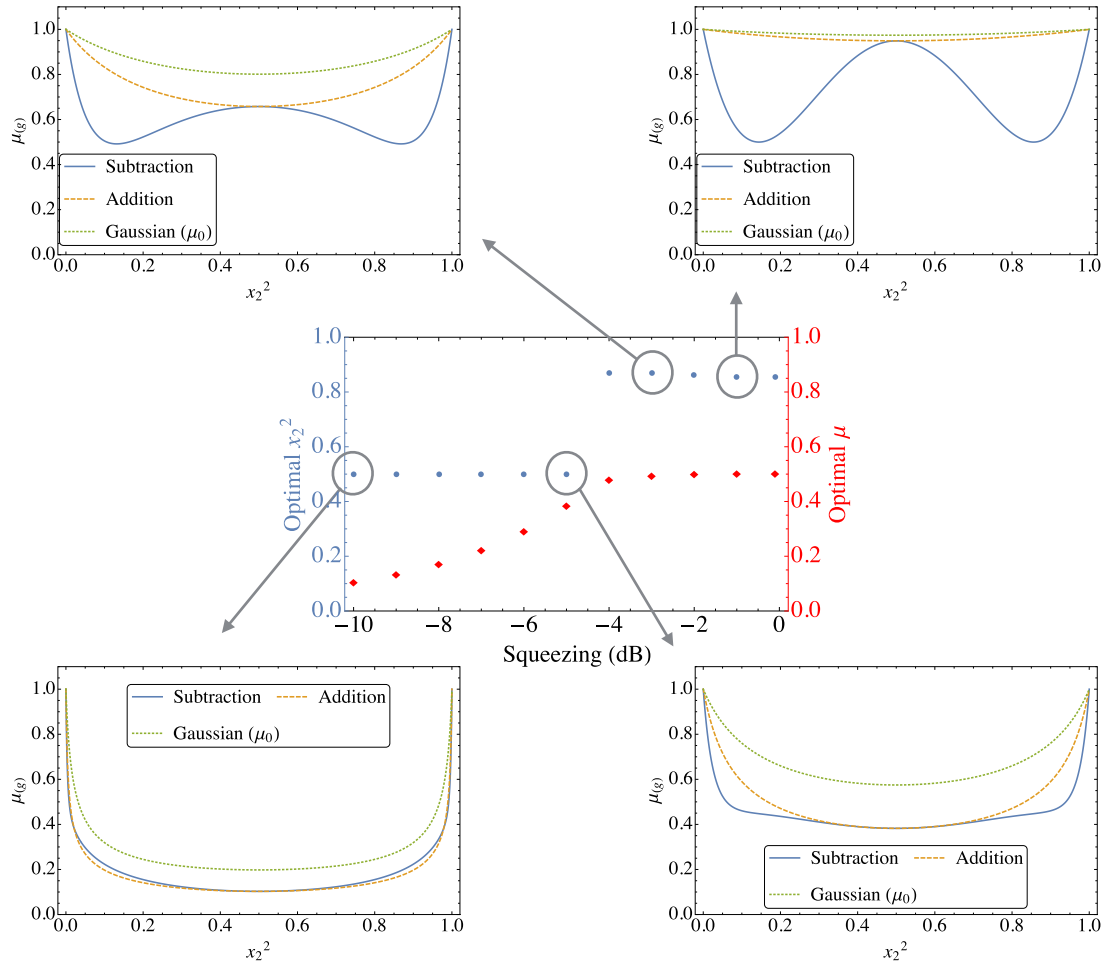 1.0
0.8
0.6
0.4
0.2
0.0
μ(g)
Subtraction
Addition
Gaussian (μ₀)
0.0 0.2 0.4 0.6 0.8 1.0
x₂²
1.0
0.8
0.6
0.4
0.2
0.0
μ(g)
Subtraction
Addition
Gaussian (μ₀)
0.0 0.2 0.4 0.6 0.8 1.0
x₂²
1.0
0.8
0.6
0.4
0.2
0.0
Optimal x₂²
1.0
0.8
0.6
0.4
0.2
0.0
Optimal μ
−10 −8 −6 −4 −2 0
Squeezing (dB)
1.0
0.8
0.6
0.4
0.2
0.0
μ(g)
Subtraction Addition
Gaussian (μ₀)
0.0 0.2 0.4 0.6 0.8 1.0
x₂²
1.0
0.8
0.6
0.4
0.2
0.0
μ(g)
Subtraction Addition
Gaussian (μ₀)
0.0 0.2 0.4 0.6 0.8 1.0
x₂²